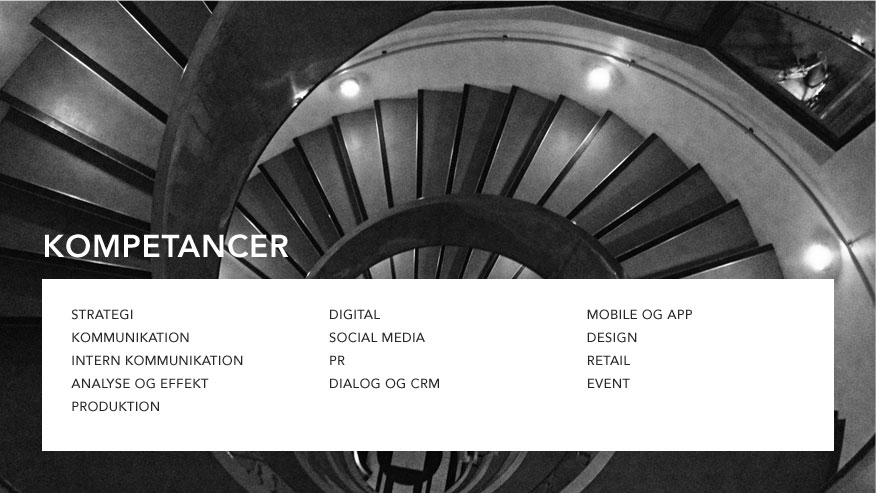 KOMPETANCER
STRATEGI
KOMMUNIKATION
INTERN KOMMUNIKATION
ANALYSE OG EFFEKT
PRODUKTION
DIGITAL
SOCIAL MEDIA
PR
DIALOG OG CRM
MOBILE OG APP
DESIGN
RETAIL
EVENT